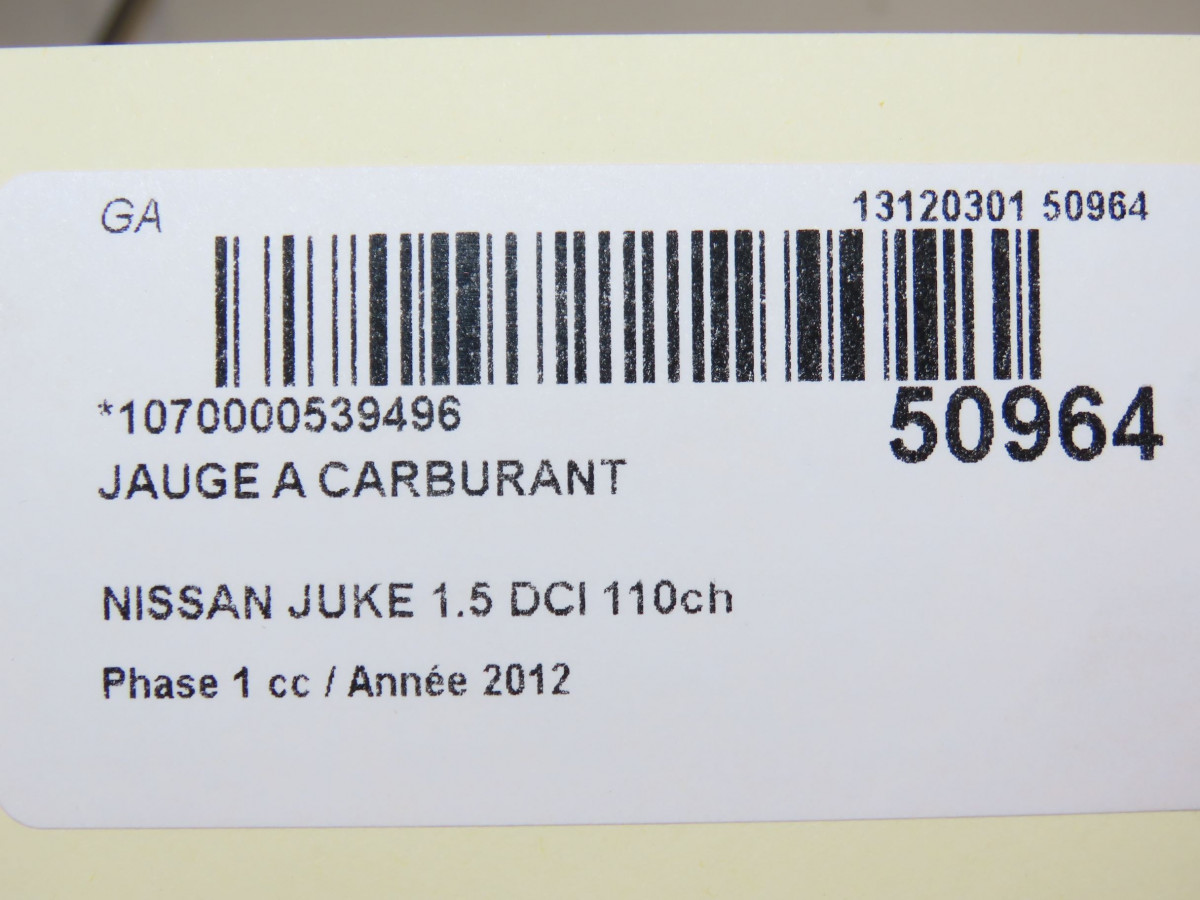 GA
13120301 50964
*1070000539496
50964
JAUGE A CARBURANT
NISSAN JUKE 1.5 DCI 110ch
Phase 1 cc / Année 2012